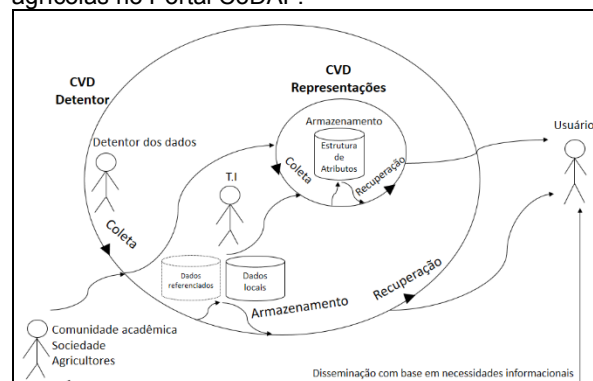 agrícolas no Portal CoDAF.
CVD
Detentor
CVD
Representações
Armazenamento
Estrutura
de
Atributos
Coleta
Recuperação
Usuário
Detentor dos dados
T.I
Coleta
Dados
referenciados
Dados
locais
Armazenamento
Recuperação
Comunidade acadêmica
Sociedade
Agricultores
Disseminação com base em necessidades informacionais